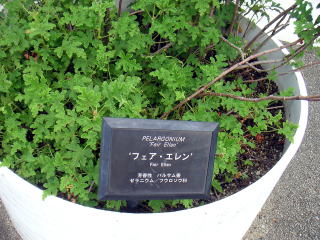 PELARGONIUM
'Fair Ellen'
'フェア・エレン'
Fair Ellen
芳香性 バルサム香
ゼラニウム/フウロソウ科